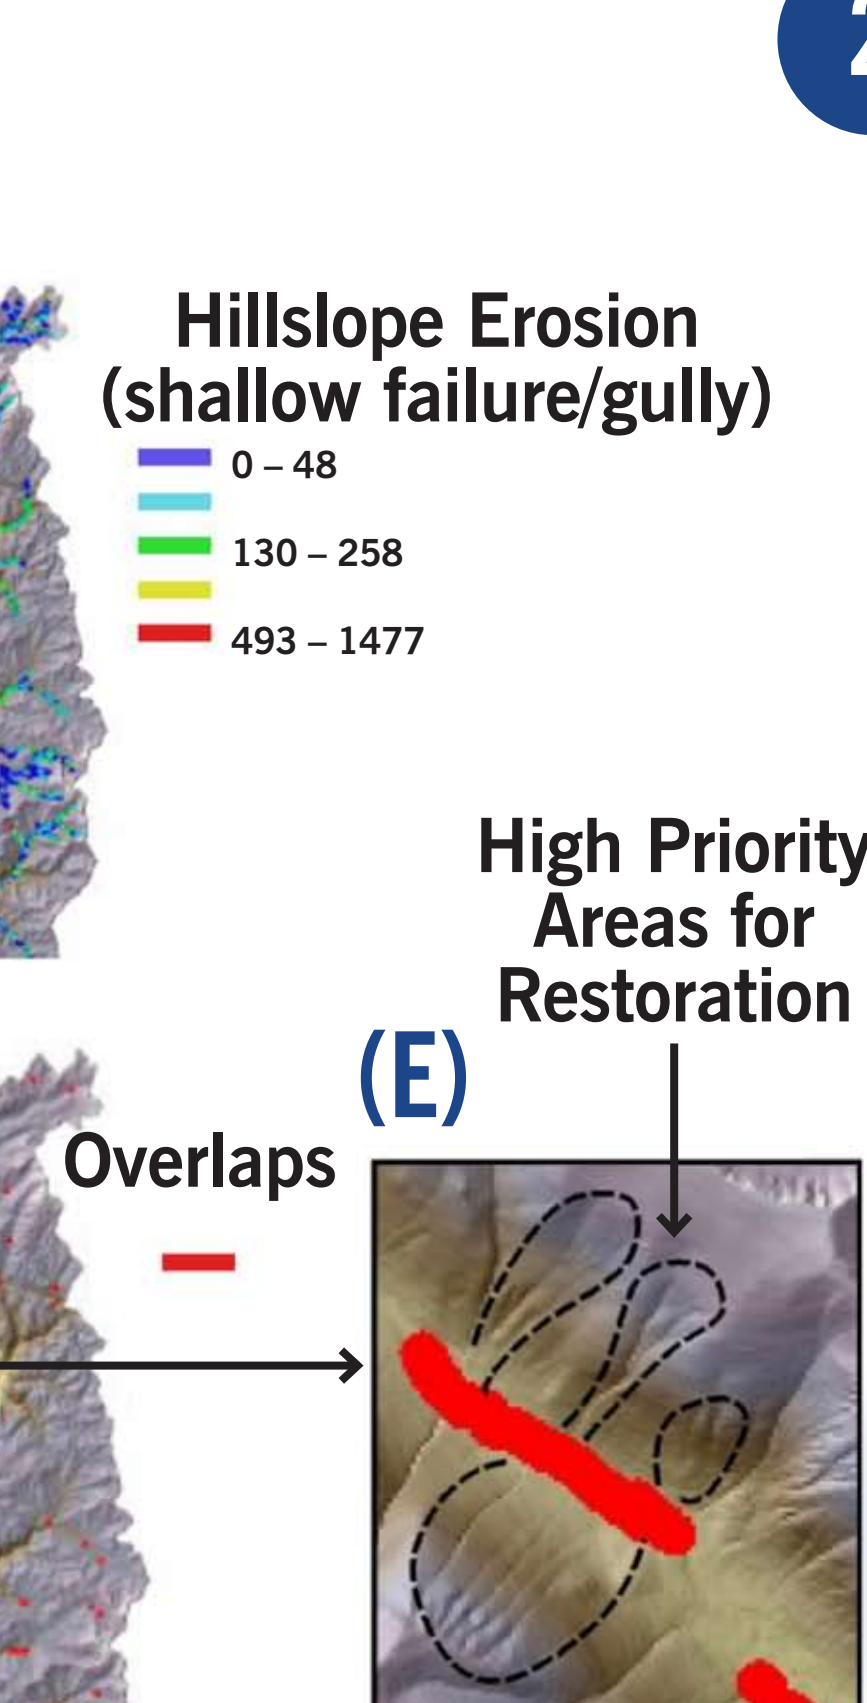 Hillslope Erosion
(shallow failure/gully)
0 – 48
130 – 258
493 – 1477
High Priority
Areas for
Restoration
(E)
Overlaps